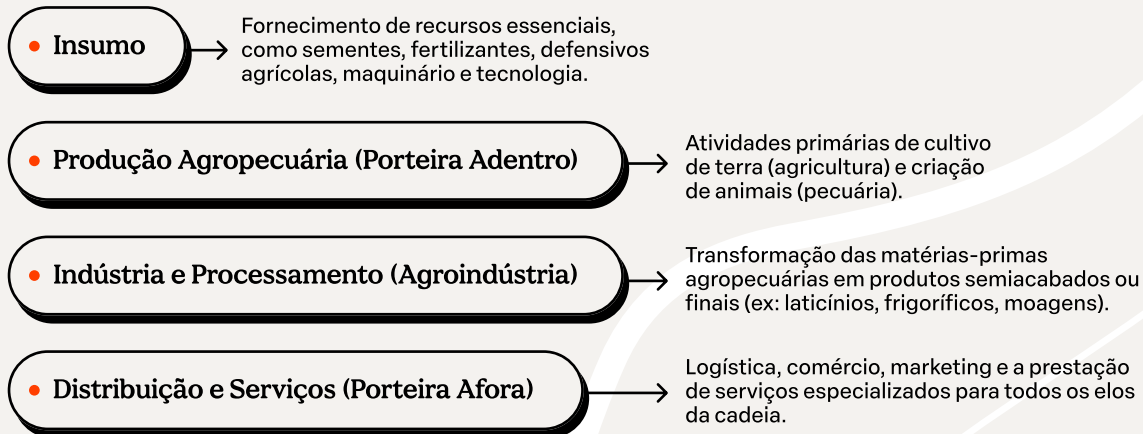 Insumo
Fornecimento de recursos essenciais,
como sementes, fertilizantes, defensivos
agrícolas, maquinário e tecnologia.
Produção Agropecuária (Porteira Adentro)
Atividades primárias de cultivo
de terra (agricultura) e criação
de animais (pecuária).
Indústria e Processamento (Agroindústria)
Transformação das matérias-primas
agropecuárias em produtos semiacabados ou
finais (ex: laticínios, frigoríficos, moagens).
Distribuição e Serviços (Porteira Afora)
Logística, comércio, marketing e a prestação
de serviços especializados para todos os elos
da cadeia.